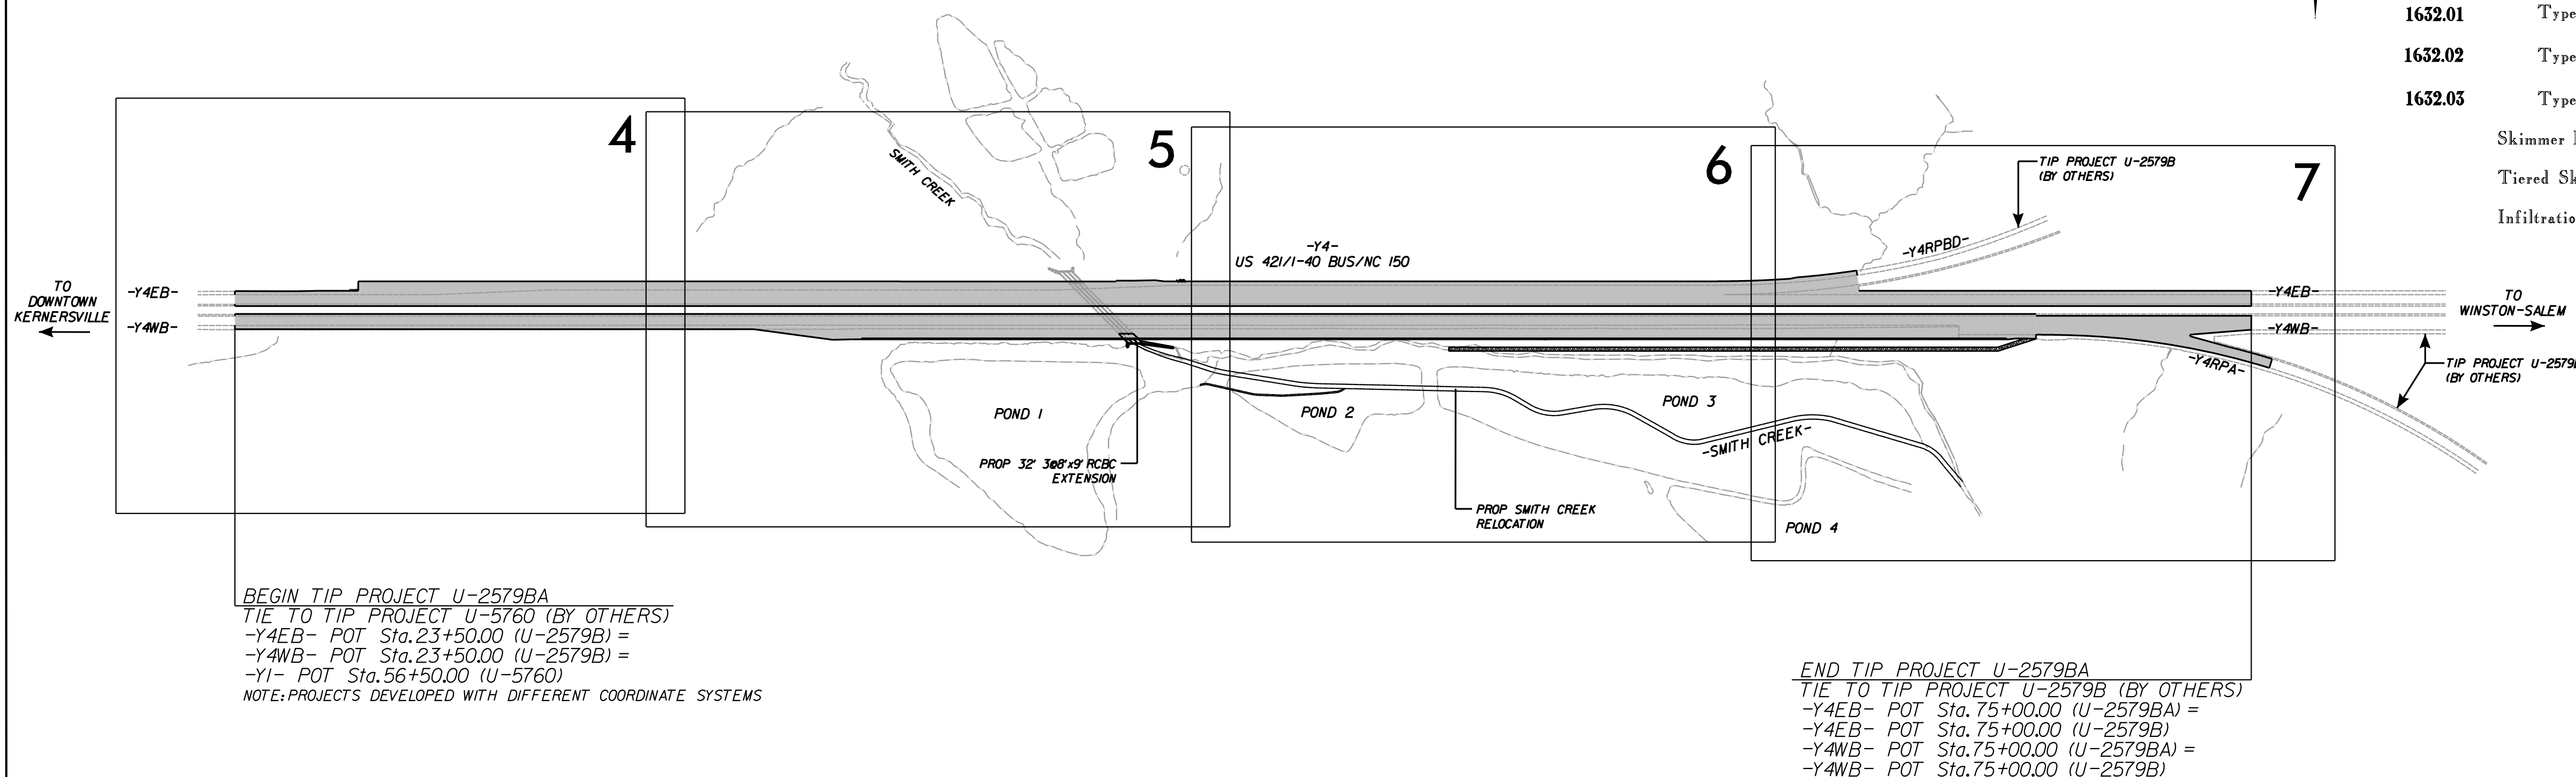 1632.01 Type
1632.02 Type
1632.03 Type
Skimmer
Tiered
Infiltratio
4
5
6
7
SMITH CREEK
TIP PROJECT U-2579B
(BY OTHERS)
-Y4RPBD-
-Y4-
US 421/I-40 BUS/NC 150
TO
DOWNTOWN
KERNERSVILLE
-Y4EB-
-Y4WB-
-Y4EB-
-Y4WB-
TO
WINSTON-SALEM
-Y4RPA-
TIP PROJECT U-2579B
(BY OTHERS)
POND 1
POND 2
POND 3
-SMITH CREEK-
PROP 32' 3@8'x9' RCBC
EXTENSION
PROP SMITH CREEK
RELOCATION
POND 4
BEGIN TIP PROJECT U-2579BA
TIE TO TIP PROJECT U-5760 (BY OTHERS)
-Y4EB- POT Sta.23+50.00 (U-2579B) =
-Y4WB- POT Sta.23+50.00 (U-2579B) =
-Y1- POT Sta.56+50.00 (U-5760)
NOTE: PROJECTS DEVELOPED WITH DIFFERENT COORDINATE SYSTEMS
END TIP PROJECT U-2579BA
TIE TO TIP PROJECT U-2579B (BY OTHERS)
-Y4EB- POT Sta. 75+00.00 (U-2579BA) =
-Y4EB- POT Sta. 75+00.00 (U-2579B)
-Y4WB- POT Sta.75+00.00 (U-2579BA) =
-Y4WB- POT Sta.75+00.00 (U-2579B)